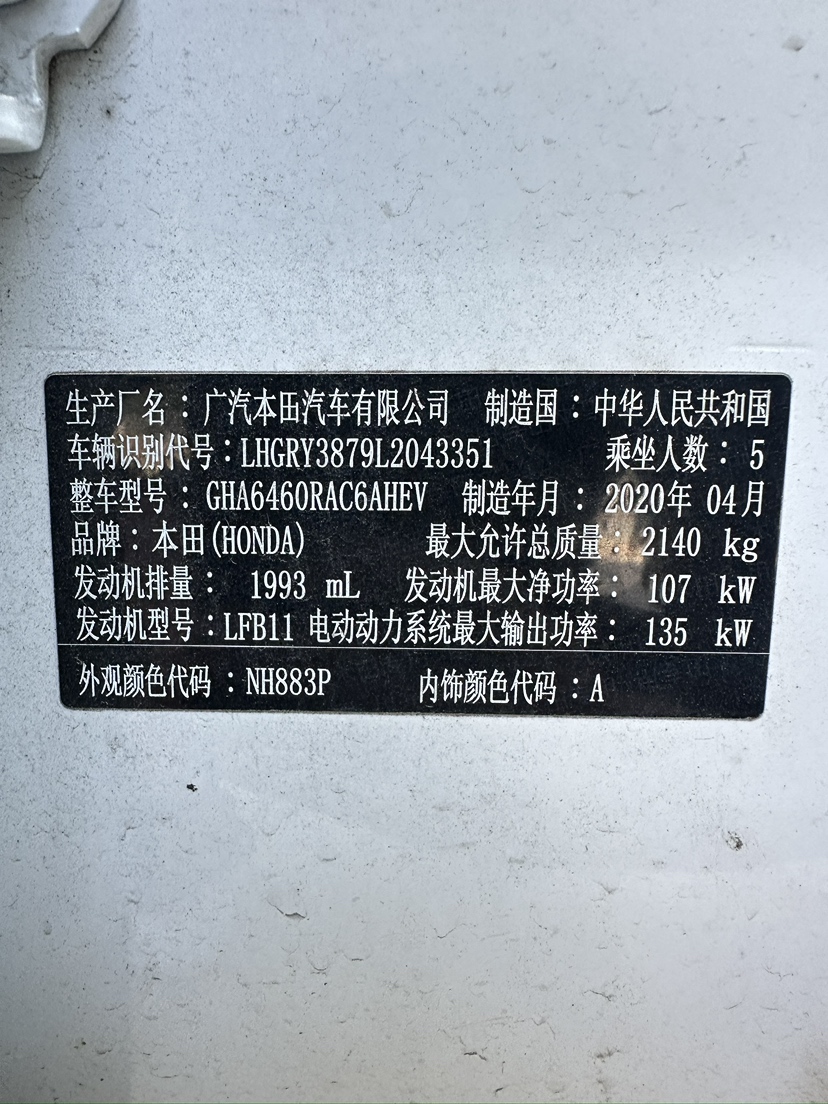 生产厂名：广汽本田汽车有限公司 制造国：中华人民共和国
车辆识别代号：LHGRY3879L2043351 乘坐人数：5
整车型号：GHA6460RAC6AHEV 制造年月：2020年 04月
品牌：本田(HONDA) 最大允许总质量：2140 kg
发动机排量： 1993 mL 发动机最大净功率： 107 kW
发动机型号：LFB11 电动动力系统最大输出功率： 135 kW
外观颜色代码：NH883P 内饰颜色代码：A